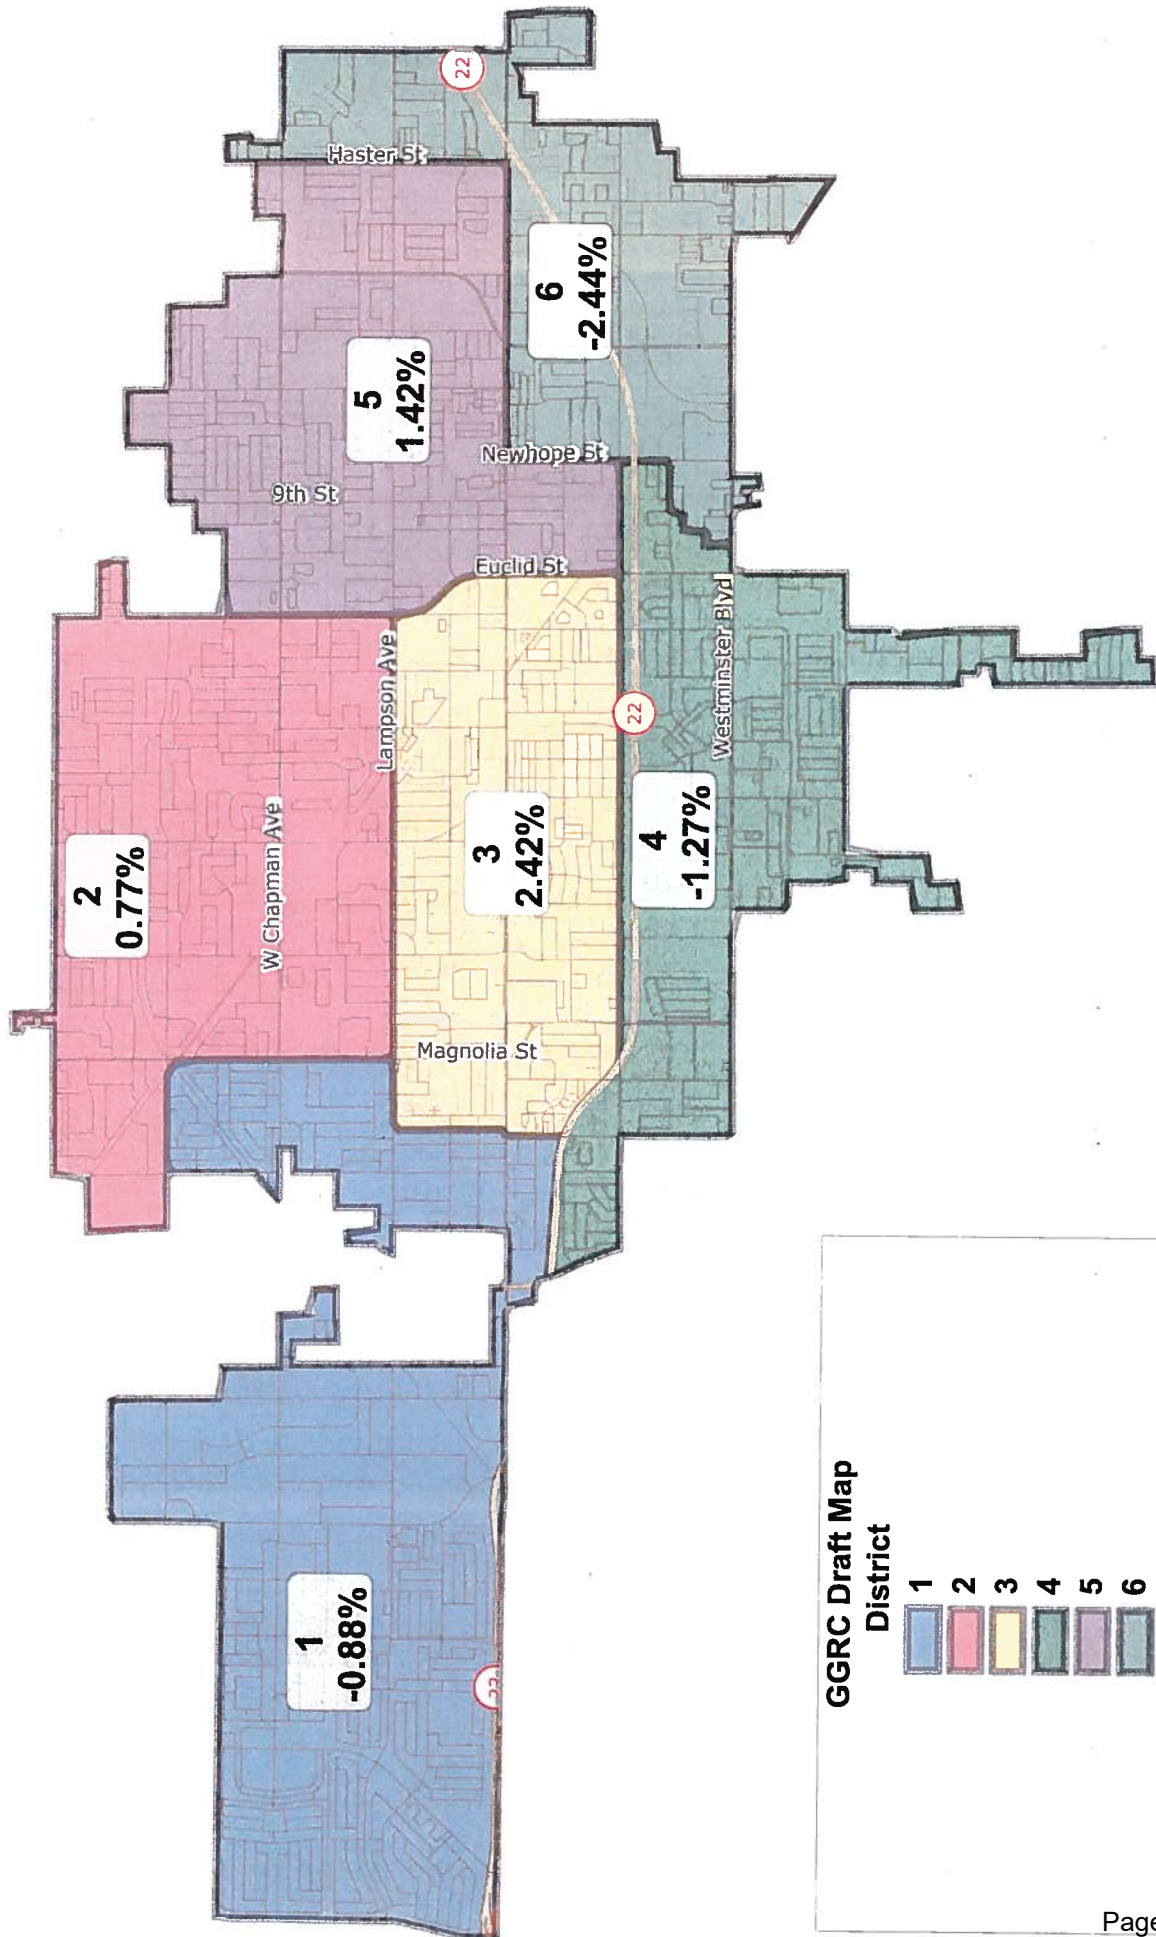 22
Haster St
6
-2.44%
5
1.42%
Newhope St
9th St
Euclid St
Westminster Blvd
Lampson Ave
22
2
0.77%
W Chapman Ave
3
2.42%
4
-1.27%
Magnolia St
1
-0.88%
22
GGRC Draft Map
District
1
2
3
4
5
6
Page